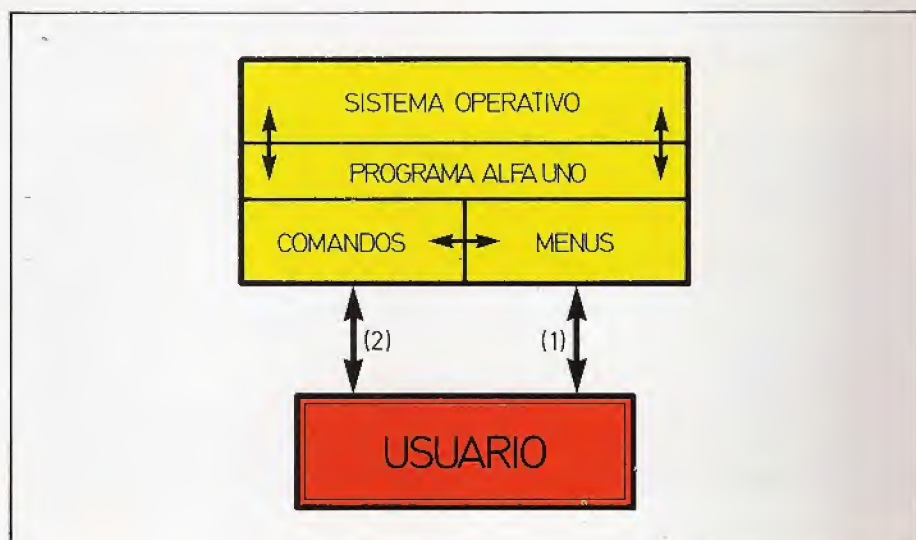 SISTEMA OPERATIVO
PROGRAMA ALFA UNO
COMANDOS
MENUS
(2)
(1)
USUARIO